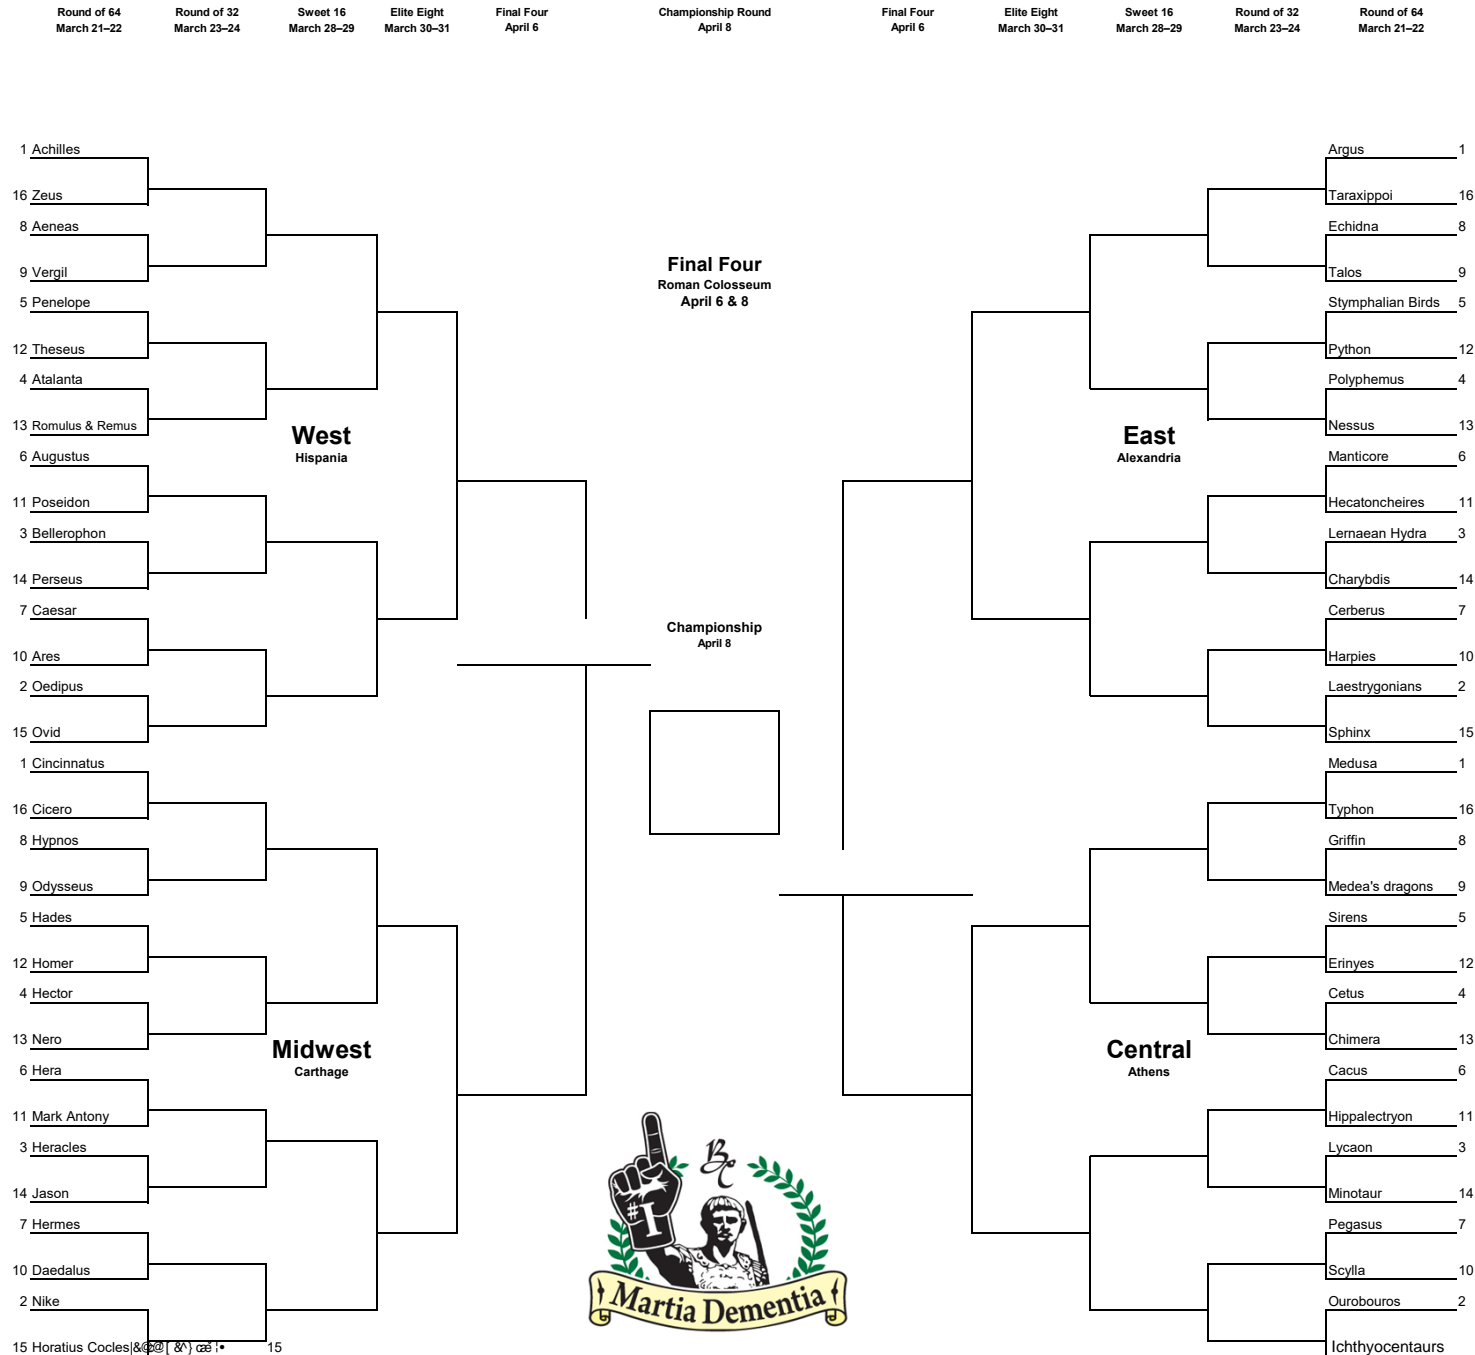 Round of 64 Round of 32 Sweet 16 Elite Eight Final Four Championship Round Final Four Elite Eight Sweet 16 Round of 32 Round of 64
March 21–22 March 23–24 March 28–29 March 30–31 April 6 April 8 April 6 March 30–31 March 28–29 March 23–24 March 21–22
1 Achilles
16 Zeus
8 Aeneas
9 Vergil
5 Penelope
12 Theseus
4 Atalanta
13 Romulus & Remus
West
Hispania
6 Augustus
11 Poseidon
3 Bellerophon
14 Perseus
7 Caesar
10 Ares
2 Oedipus
15 Ovid
1 Cincinnatus
16 Cicero
8 Hypnos
9 Odysseus
5 Hades
12 Homer
4 Hector
13 Nero
Midwest
Carthage
6 Hera
11 Mark Antony
3 Heracles
14 Jason
7 Hermes
10 Daedalus
2 Nike
15 Horatius Cocles
15
Final Four
Roman Colosseum
April 6 & 8
Championship
April 8
BC
#1
Martia Dementia
Argus 1
Taraxippoi 16
Echidna 8
Talos 9
Stymphalian Birds 5
Python 12
Polyphemus 4
Nessus 13
East
Alexandria
Manticore 6
Hecatoncheires 11
Lernaean Hydra 3
Charybdis 14
Cerberus 7
Harpies 10
Laestrygonians 2
Sphinx 15
Medusa 1
Typhon 16
Griffin 8
Medea's dragons 9
Sirens 5
Erinyes 12
Cetus 4
Chimera 13
Central
Athens
Cacus 6
Hippalectryon 11
Lycaon 3
Minotaur 14
Pegasus 7
Scylla 10
Ourobouros 2
Ichthyocentaurs